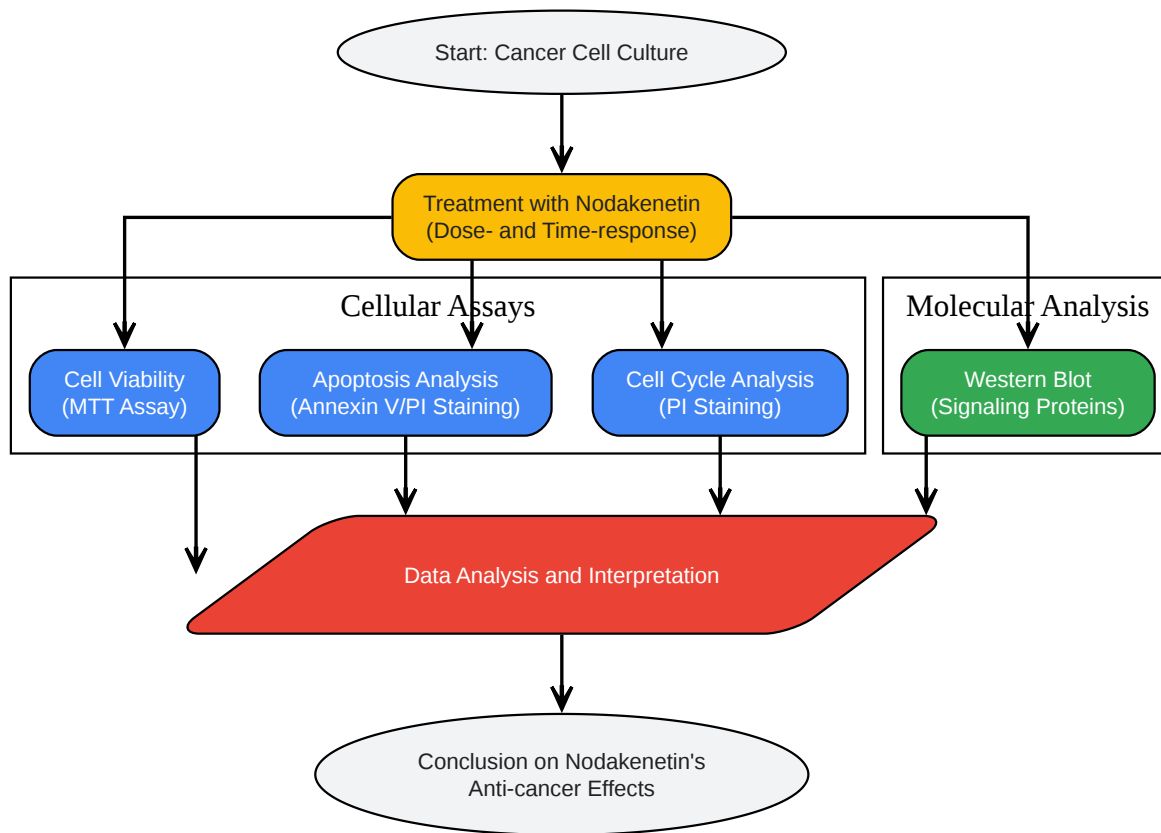 Start: Cancer Cell Culture
Treatment with Nodakenetin
(Dose- and Time-response)
Cellular Assays
Molecular Analysis
Cell Viability
(MTT Assay)
Apoptosis Analysis
(Annexin V/PI Staining)
Cell Cycle Analysis
(PI Staining)
Western Blot
(Signaling Proteins)
Data Analysis and Interpretation
Conclusion on Nodakenetin's
Anti-cancer Effects